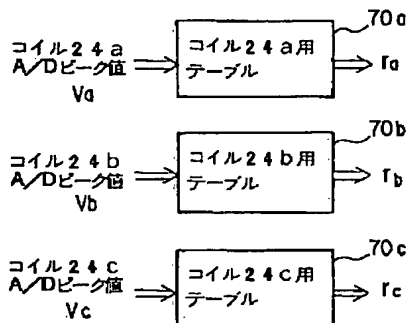 70a
コイル24a
A/Dピーク値
Va
コイル24a用
テーブル
ra
70b
コイル24b
A/Dピーク値
Vb
コイル24b用
テーブル
rb
70c
コイル24c
A/Dピーク値
Vc
コイル24c用
テーブル
rc